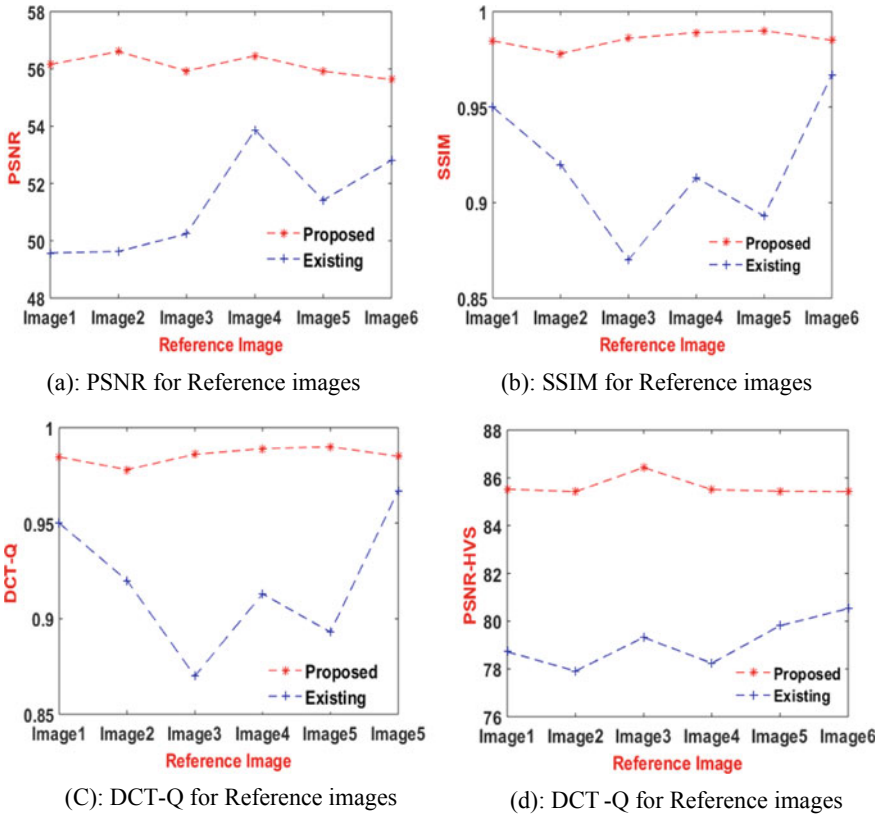 58
56
54
52
50
48
PSNR
Proposed
Existing
Image1 Image2 Image3 Image4 Image5 Image6
Reference Image
(a): PSNR for Reference images
1
0.95
0.9
0.85
SSIM
Proposed
Existing
Image1 Image2 Image3 Image4 Image5 Image6
Reference Image
(b): SSIM for Reference images
1
0.95
0.9
0.85
DCT-Q
Proposed
Existing
Image1 Image2 Image3 Image4 Image5 Image5
Reference Image
(C): DCT-Q for Reference images
88
86
84
82
80
78
76
PSNR-HVS
Proposed
Existing
Image1 Image2 Image3 Image4 Image5 Image6
Reference Image
(d): DCT -Q for Reference images